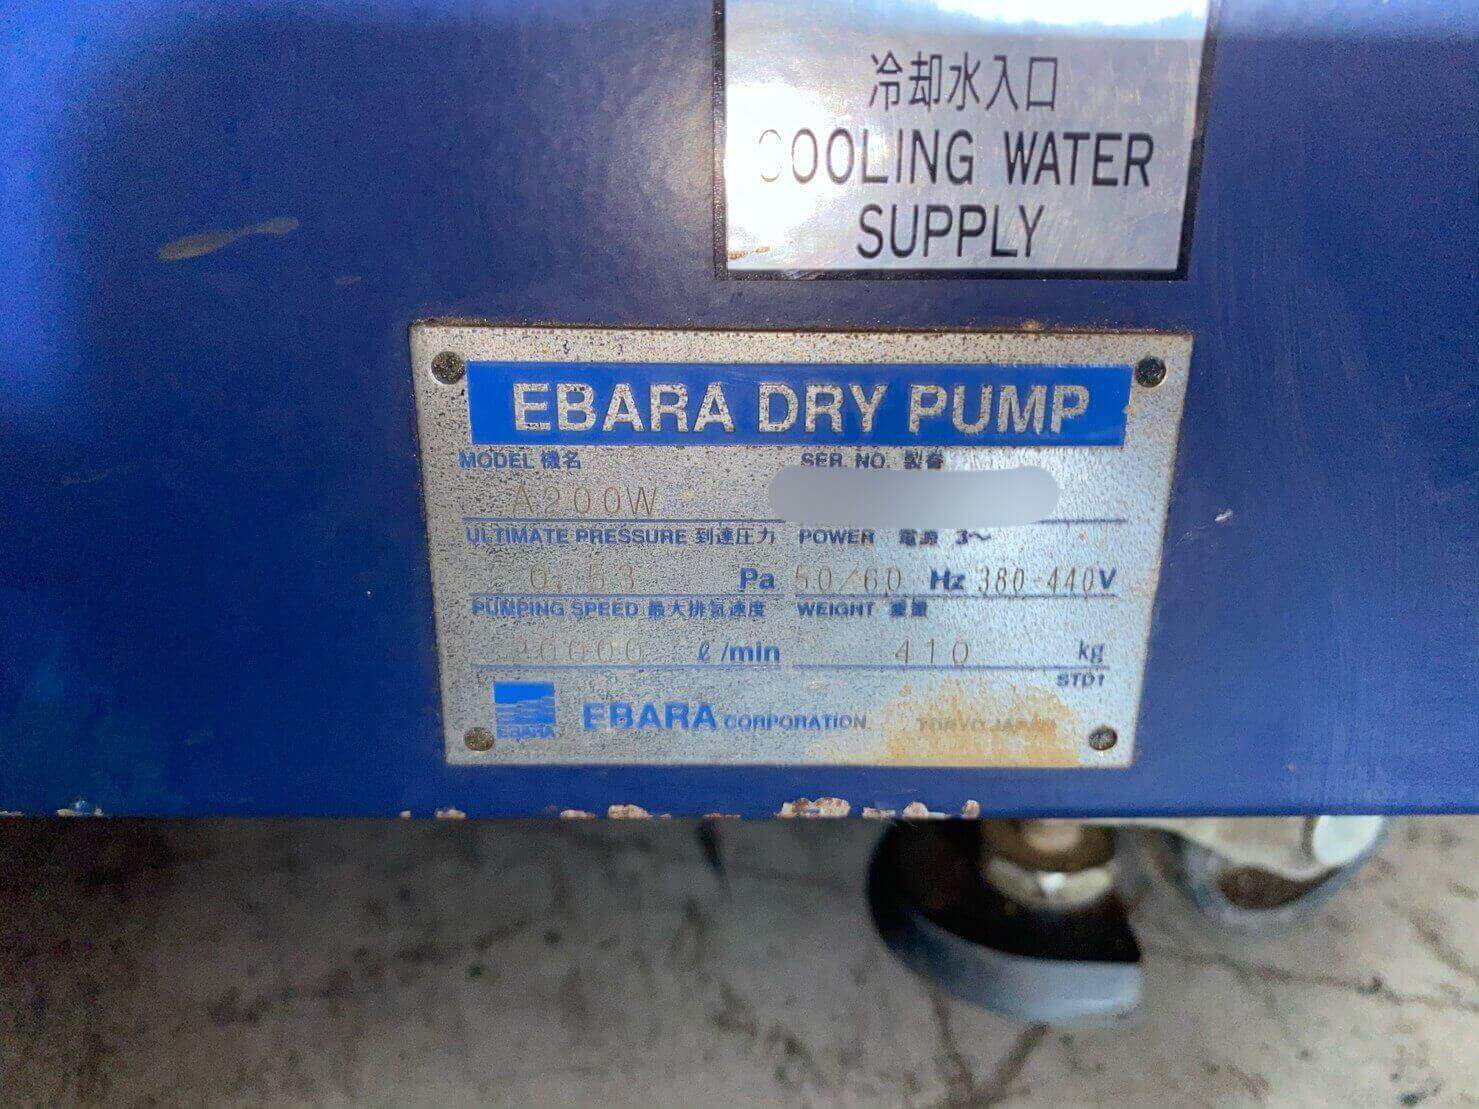 冷却水入口
COOLING WATER
SUPPLY
EBARA DRY PUMP
MODEL 機名 SER. NO. 製番
A200W
ULTIMATE PRESSURE 到達圧力 POWER 電源 3~
0.53 Pa 50/60 Hz 380-440V
PUMPING SPEED 最大排気速度 WEIGHT 重量
ℓ/min 410 kg
STD1
EBARA EBARA CORPORATION TOKYO JAPAN